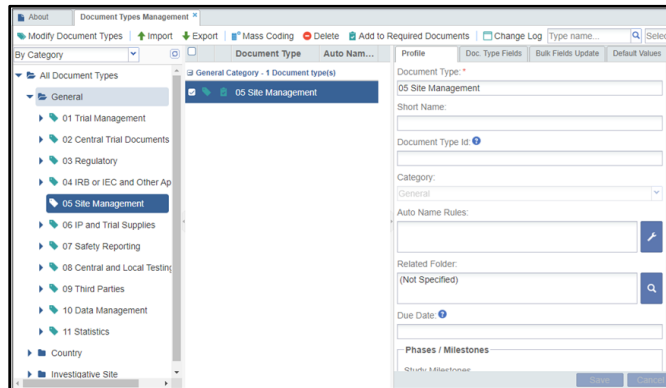 About
Document Types Management
Modify Document Types Import Export Mass Coding Delete Add to Required Documents Change Log Type name... Selec
By Category
Document Type Auto Nam...
Profile Doc. Type Fields Bulk Fields Update Default Values
All Document Types
General
01 Trial Management
02 Central Trial Documents
03 Regulatory
04 IRB or IEC and Other Ap
05 Site Management
06 IP and Trial Supplies
07 Safety Reporting
08 Central and Local Testing
09 Third Parties
10 Data Management
11 Statistics
Country
Investigative Site
General Category - 1 Document type(s)
05 Site Management
Document Type: *
05 Site Management
Short Name:
Document Type Id:
Category:
General
Auto Name Rules:
Related Folder:
(Not Specified)
Due Date:
Phases / Milestones
Study Milestones
Save Cancel